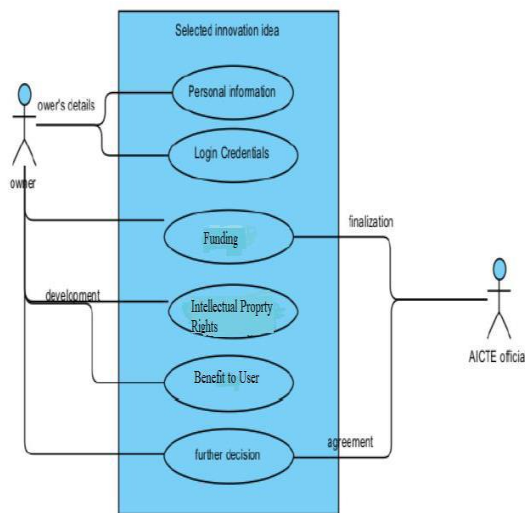 Selected innovation idea
Personal information
ower's details
Login Credentials
owner
Funding
finalization
development
Intellectual Proprty
Rights
AICTE officia
Benefit to User
further decision
agreement